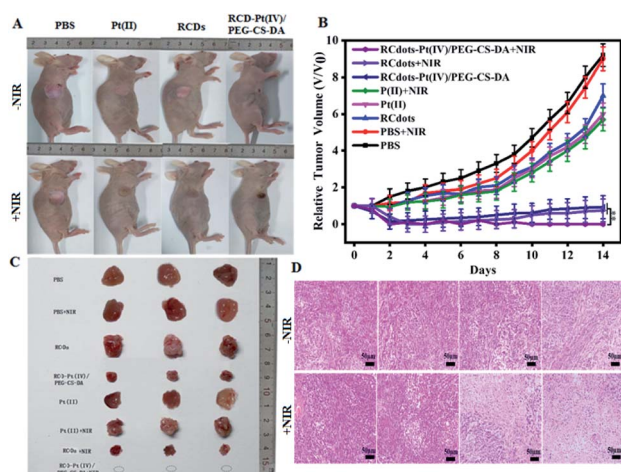 A
PBS
Pt(II)
RCDs
RCD-Pt(IV)/
PEG-CS-DA
-NIR
+NIR
B
Relative Tumor Volume (V/V0)
10
8
6
4
2
0
RCdots-Pt(IV)/PEG-CS-DA+NIR
RCdots+NIR
RCdots-Pt(IV)/PEG-CS-DA
P(II)+NIR
Pt(II)
RCdots
PBS+NIR
PBS
**
0 2 4 6 8 10 12 14
Days
C
PBS
PBS+NIR
RCDs
RCD-Pt(IV)/
PEG-CS-DA
Pt(II)
Pt(II)+NIR
RCDs +NIR
RCD-Pt(IV)/
D
-NIR
50μm
50μm
50μm
50μm
+NIR
50μm
50μm
50μm
50μm